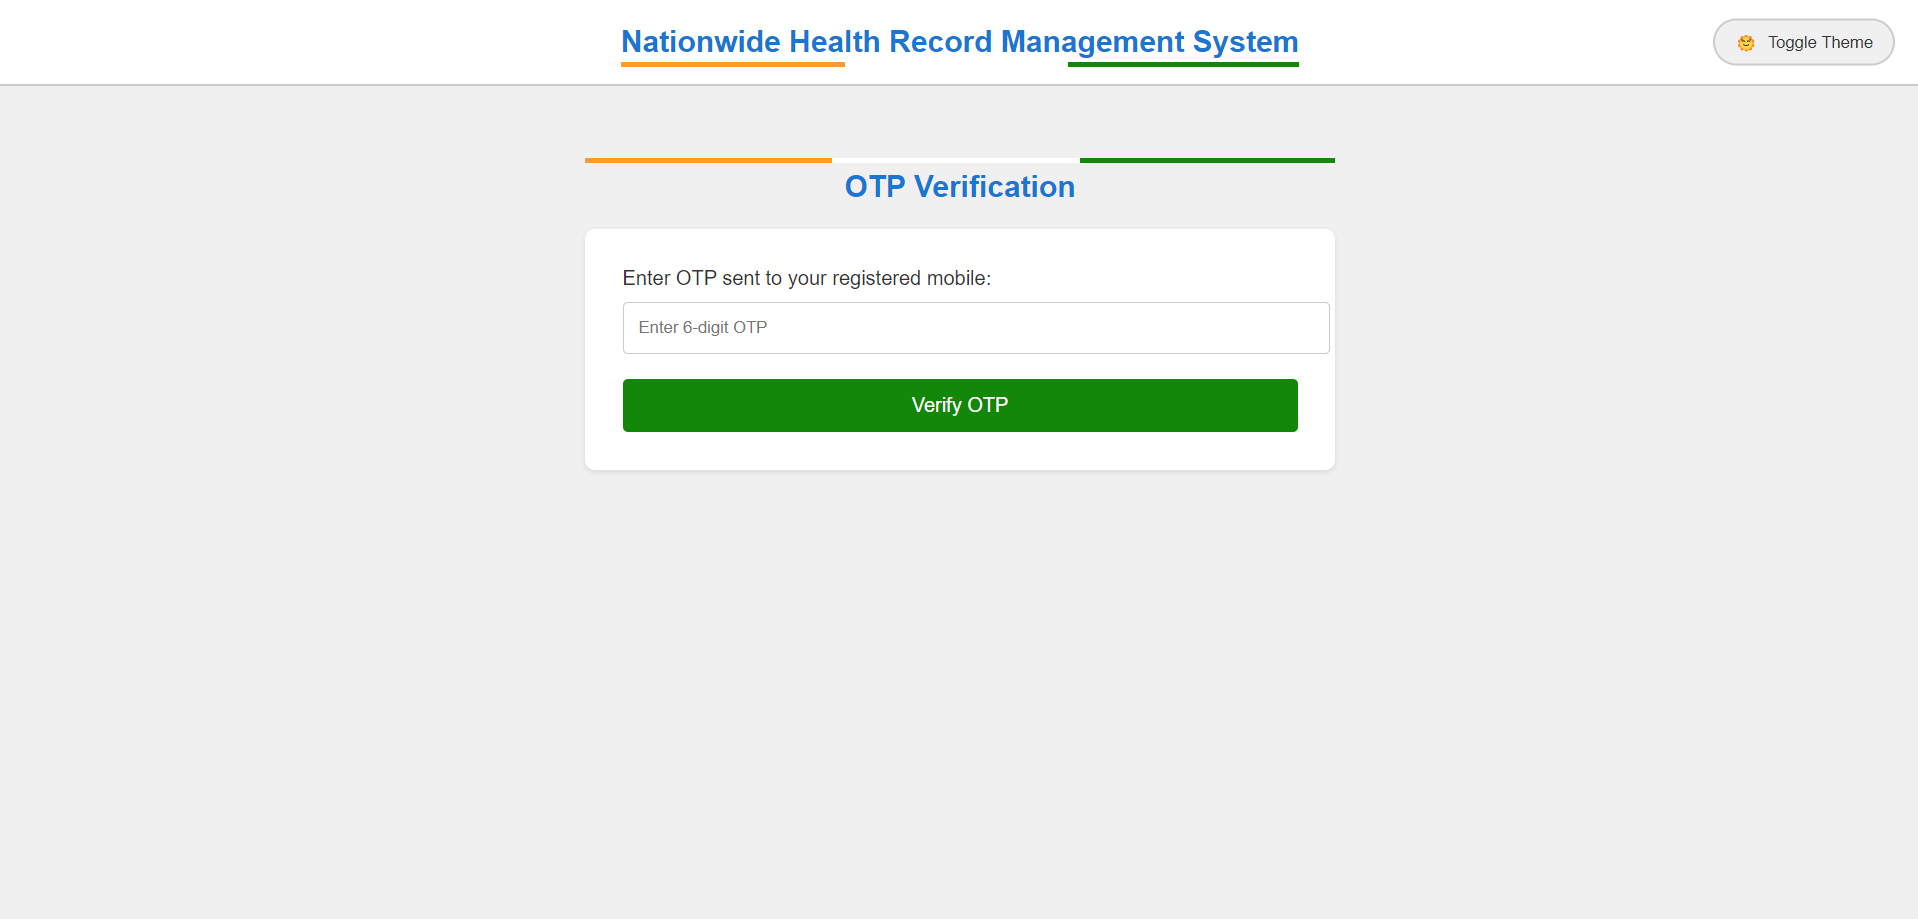 Nationwide Health Record Management System
🌞 Toggle Theme
OTP Verification
Enter OTP sent to your registered mobile:
Enter 6-digit OTP
Verify OTP